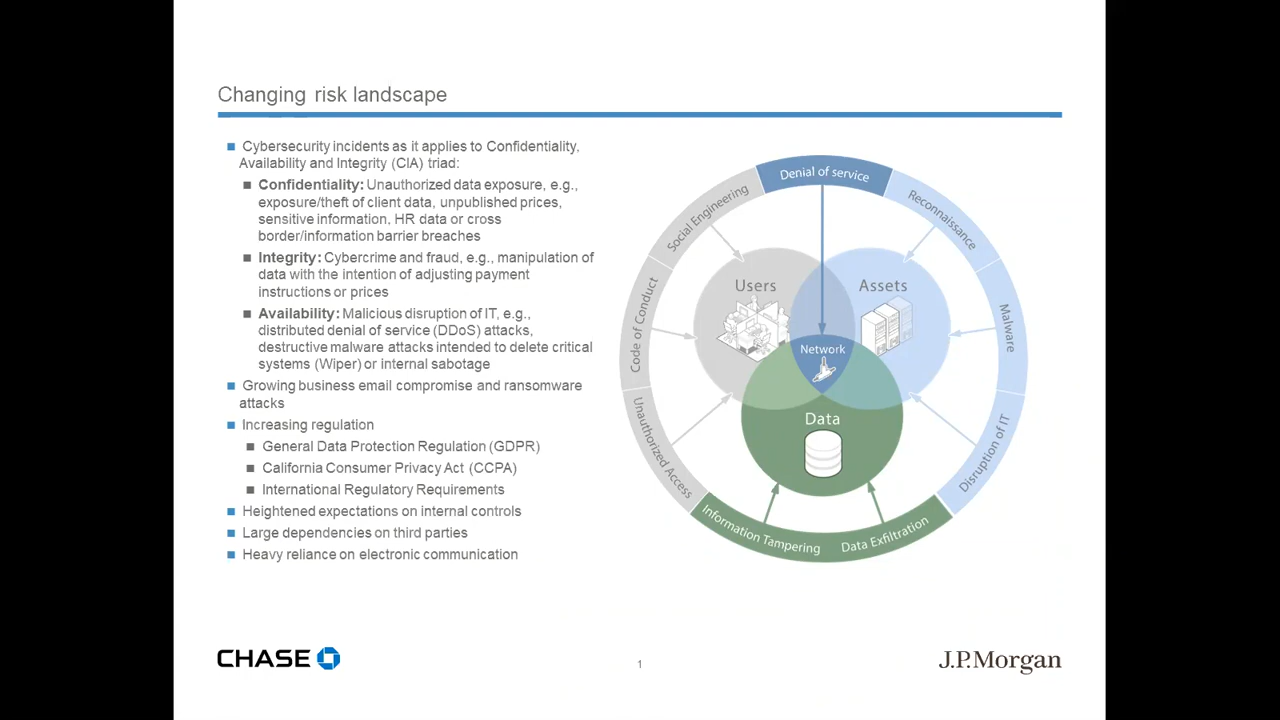 Changing risk landscape
Cybersecurity incidents as it applies to Confidentiality,
Availability and Integrity (CIA) triad:
Confidentiality: Unauthorized data exposure, e.g.,
exposure/theft of client data, unpublished prices,
sensitive information, HR data or cross
border/information barrier breaches
Integrity: Cybercrime and fraud, e.g., manipulation of
data with the intention of adjusting payment
instructions or prices
Availability: Malicious disruption of IT, e.g.,
distributed denial of service (DDoS) attacks,
destructive malware attacks intended to delete critical
systems (Wiper) or internal sabotage
Growing business email compromise and ransomware
attacks
Increasing regulation
General Data Protection Regulation (GDPR)
California Consumer Privacy Act (CCPA)
International Regulatory Requirements
Heightened expectations on internal controls
Large dependencies on third parties
Heavy reliance on electronic communication
Denial of service
Reconnaissance
Malware
Disruption of IT
Data Exfiltration
Information Tampering
Unauthorized Access
Code of Conduct
Social Engineering
Users
Assets
Network
Data
CHASE
1
J.P.Morgan